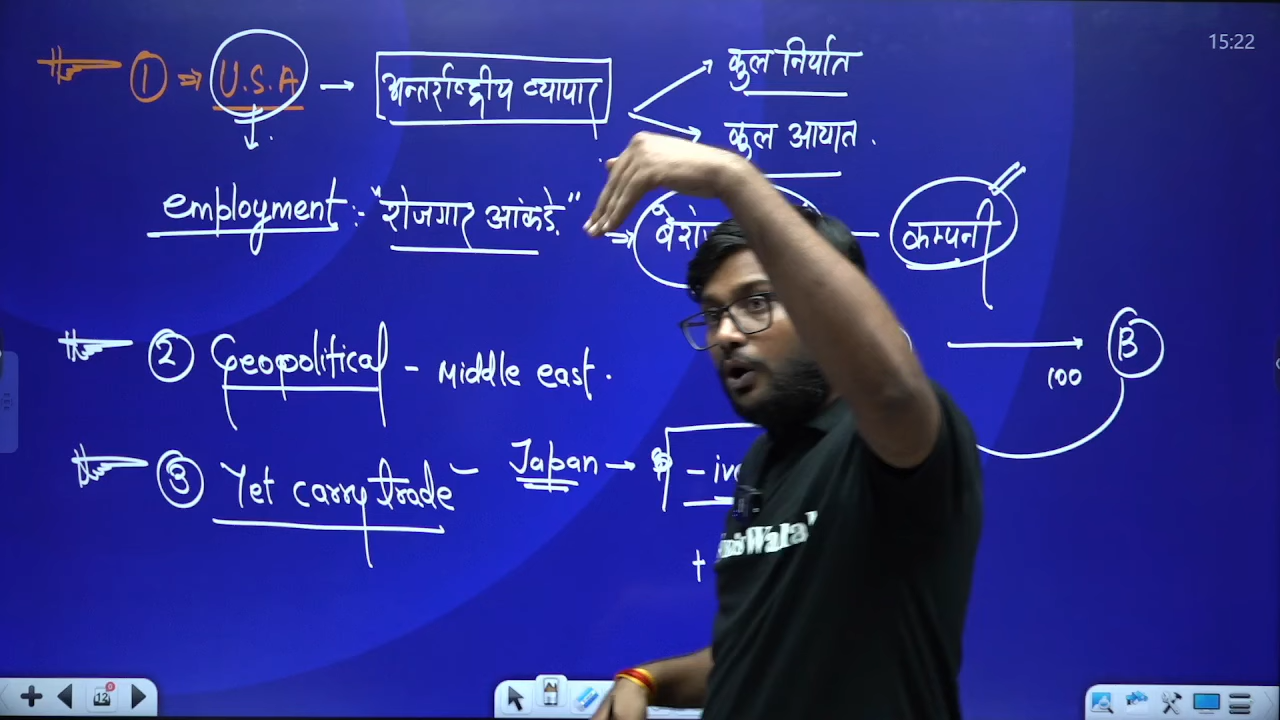 15:22
① ⇒ U.S.A → अन्तर्राष्ट्रीय व्यापार
कुल निर्यात
कुल आयात.
employment :- "रोजगार आंकडे" ⇒
— कम्पनी
② Geopolitical – Middle east.
100
B
③ Yet carry trade – Japan →
+
12